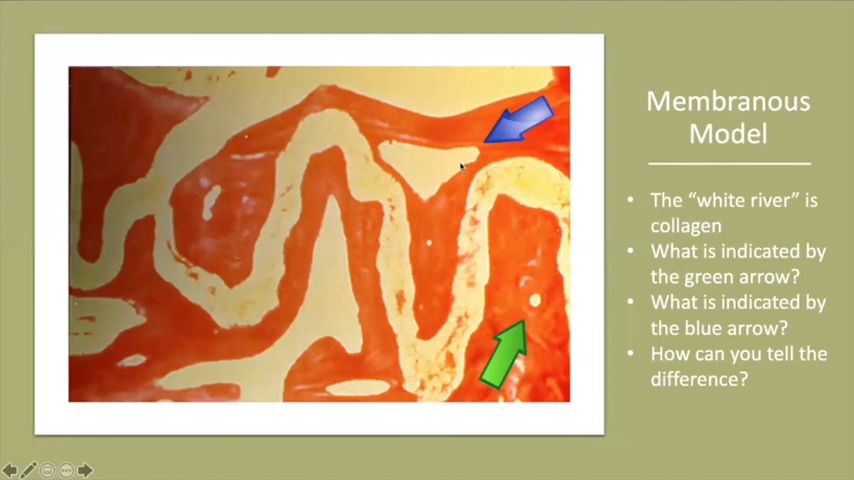 Membranous
Model
• The “white river” is
collagen
• What is indicated by
the green arrow?
• What is indicated by
the blue arrow?
• How can you tell the
difference?